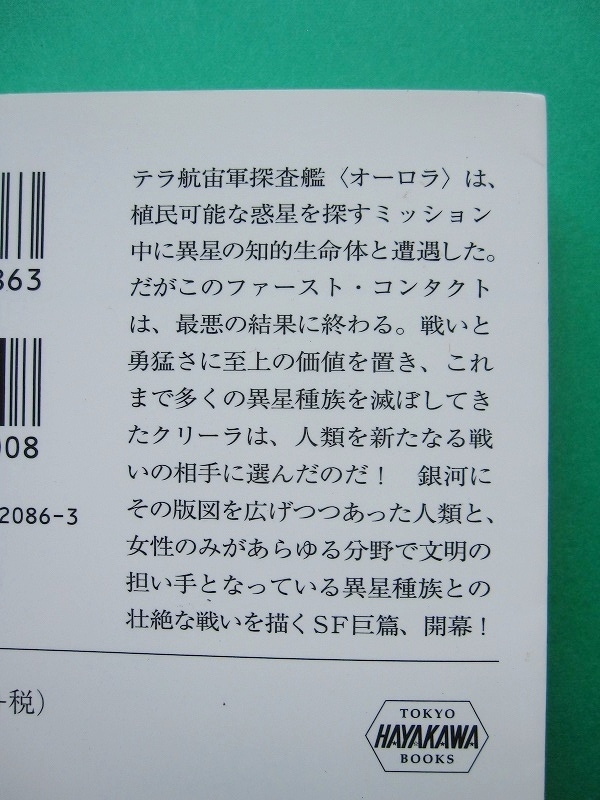 テラ航宙軍探査艦〈オーロラ〉は、
植民可能な惑星を探すミッション
中に異星の知的生命体と遭遇した。
だがこのファースト・コンタクト
は、最悪の結果に終わる。戦いと
勇猛さに至上の価値を置き、これ
まで多くの異星種族を滅ぼしてき
たクリーラは、人類を新たなる戦
いの相手に選んだのだ！　銀河に
その版図を広げつつあった人類と、
女性のみがあらゆる分野で文明の
担い手となっている異星種族との
壮絶な戦いを描くSF巨篇、開幕！
863
008
2086-3
+税）
TOKYO
HAYAKAWA
BOOKS